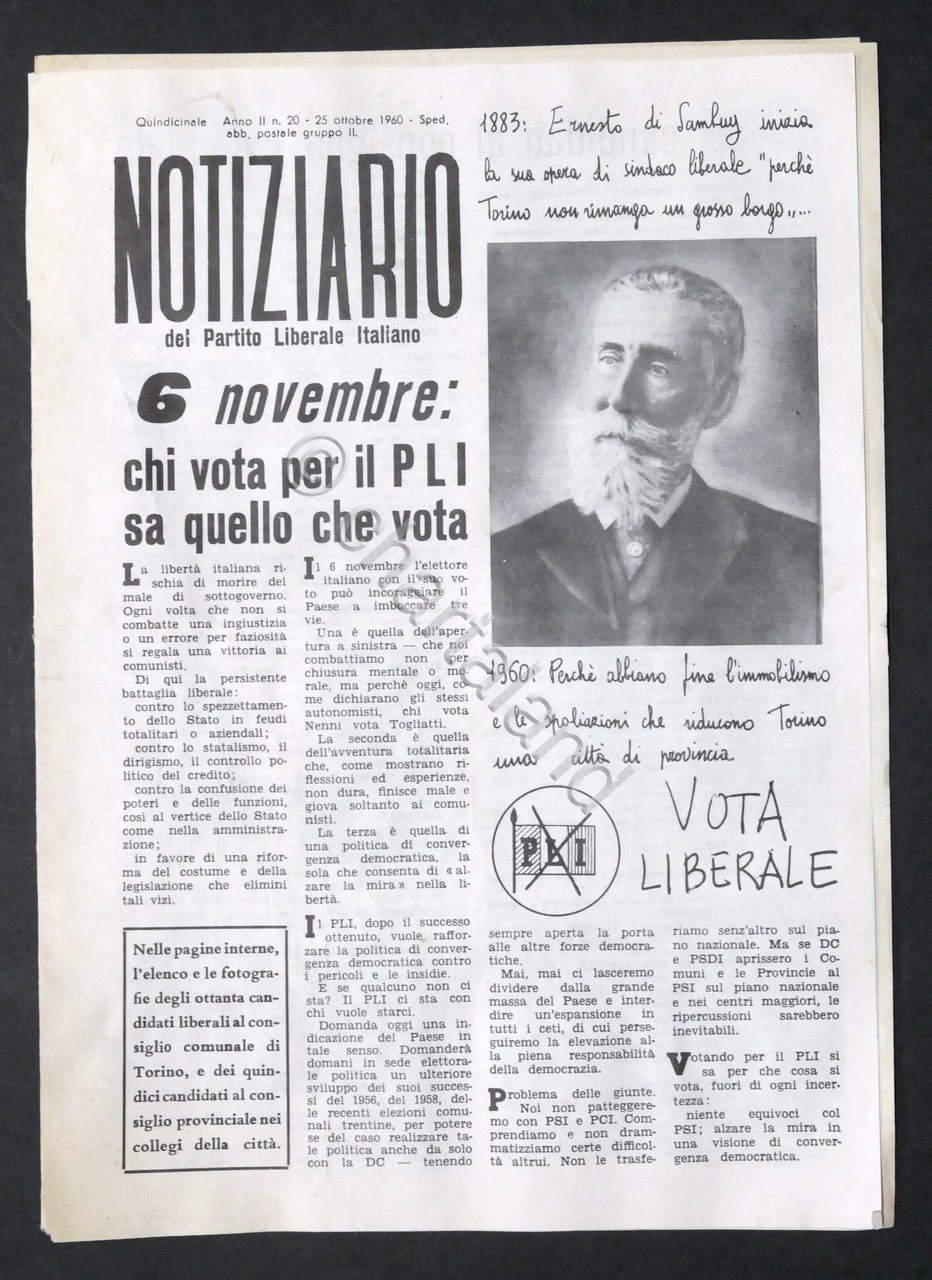 Quindicinale Anno II n. 20 - 25 ottobre 1960 - Sped.
abb. postale gruppo II.
NOTIZIARIO
del Partito Liberale Italiano
6 novembre:
chi vota per il PLI
sa quello che vota
1883: Ernesto di Sambuy inizia
la sua opera di sindaco liberale "perchè
Torino non rimanga un grosso borgo„...
La libertà italiana ri-
schia di morire del
male di sottogoverno.
Ogni volta che non si
combatte una ingiustizia
o un errore per faziosità
si regala una vittoria ai
comunisti.
Di qui la persistente
battaglia liberale:
contro lo spezzettamen-
to dello Stato in feudi
totalitari o aziendali;
contro lo statalismo, il
dirigismo, il controllo po-
litico del credito;
contro la confusione dei
poteri e delle funzioni,
così al vertice dello Stato
come nella amministra-
zione;
in favore di una rifor-
ma del costume e della
legislazione che elimini
tali vizi.
Nelle pagine interne,
l'elenco e le fotogra-
fie degli ottanta can-
didati liberali al con-
siglio comunale di
Torino, e dei quin-
dici candidati al con-
siglio provinciale nei
collegi della città.
Il 6 novembre l'elettore
italiano con il suo vo-
to può incoraggiare il
Paese a imboccare tre
vie.
Una è quella dell'aper-
tura a sinistra — che noi
combattiamo non per
chiusura mentale o mo-
rale, ma perchè oggi, co-
me dichiarano gli stessi
autonomisti, chi vota
Nenni vota Togliatti.
La seconda è quella
dell'avventura totalitaria
che, come mostrano ri-
flessioni ed esperienze,
non dura, finisce male e
giova soltanto ai comu-
nisti.
La terza è quella di
una politica di conver-
genza democratica, la
sola che consenta di « al-
zare la mira » nella li-
bertà.
Il PLI, dopo il successo
ottenuto, vuole raffor-
zare la politica di conver-
genza democratica contro
i pericoli e le insidie.
E se qualcuno non ci
sta? Il PLI ci sta con
chi vuole starci.
Domanda oggi una in-
dicazione del Paese in
tale senso. Domanderà
domani in sede elettora-
le politica un ulteriore
sviluppo dei suoi succes-
si del 1956, del 1958, del-
le recenti elezioni comu-
nali trentine, per potere
se del caso realizzare ta-
le politica anche da solo
con la DC — tenendo
1960: Perchè abbiano fine l'immobilismo
e le spoliazioni che riducono Torino
una città di provincia
PLI
VOTA
LIBERALE
sempre aperta la porta
alle altre forze democra-
tiche.
Mai, mai ci lasceremo
dividere dalla grande
massa del Paese e inter-
dire un'espansione in
tutti i ceti, di cui perse-
guiremo la elevazione al-
la piena responsabilità
della democrazia.
Problema delle giunte.
Noi non patteggere-
mo con PSI e PCI. Com-
prendiamo e non dram-
matizziamo certe difficol-
tà altrui. Non le trasfe-
riamo senz'altro sul pia-
no nazionale. Ma se DC
e PSDI aprissero i Co-
muni e le Provincie al
PSI sul piano nazionale
e nei centri maggiori, le
ripercussioni sarebbero
inevitabili.
Votando per il PLI si
sa per che cosa si
vota, fuori di ogni incer-
tezza:
niente equivoci col
PSI; alzare la mira in
una visione di conver-
genza democratica.
© chartaland